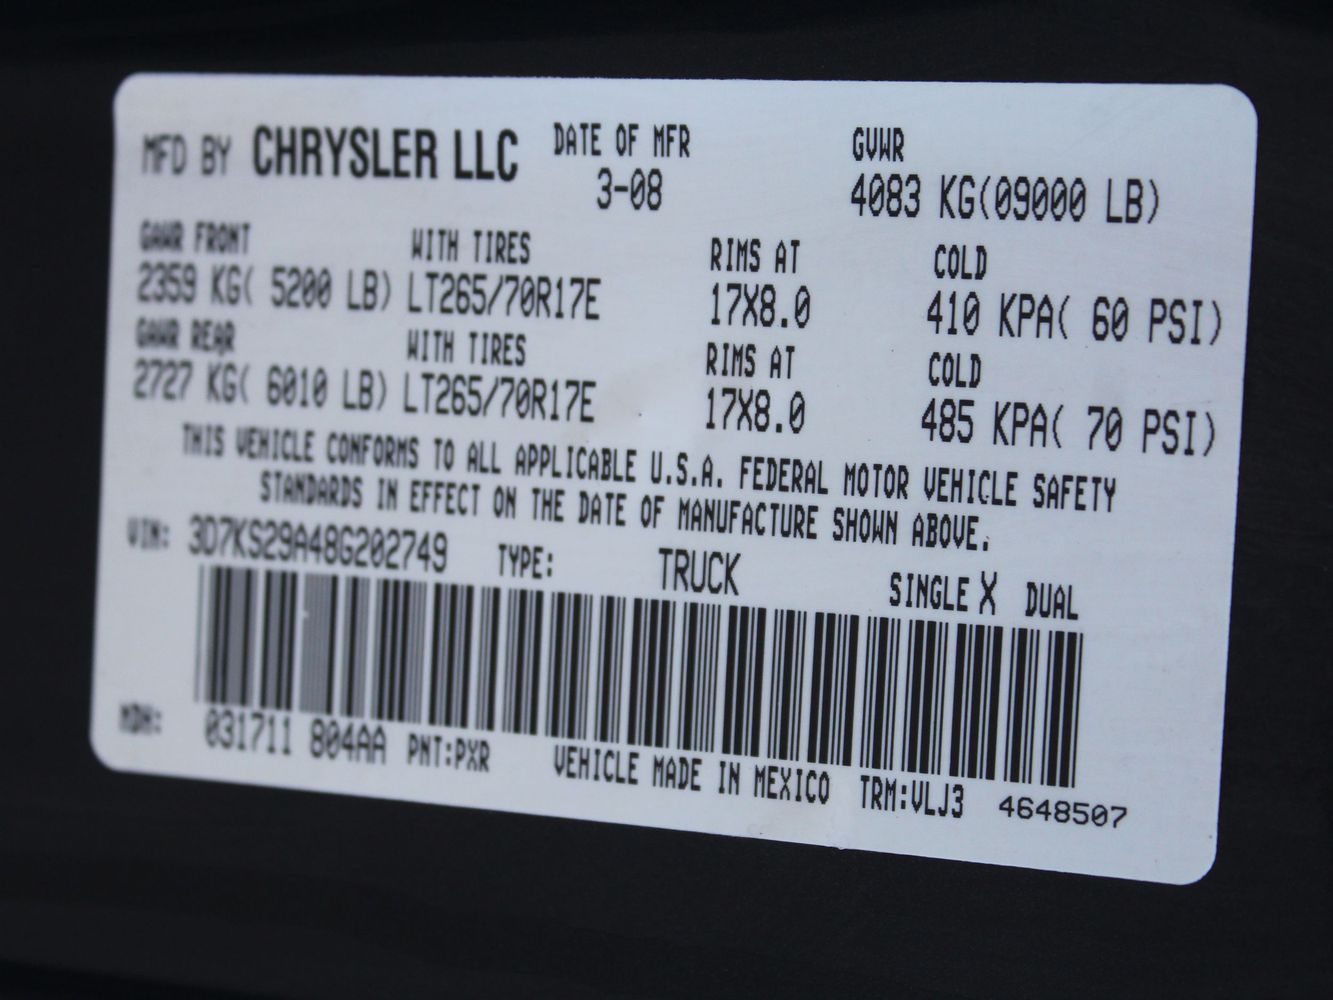 MFD BY CHRYSLER LLC DATE OF MFR GVWR
3-08 4083 KG(09000 LB)
GAWR FRONT WITH TIRES RIMS AT COLD
2359 KG( 5200 LB) LT265/70R17E 17X8.0 410 KPA( 60 PSI)
GAWR REAR WITH TIRES RIMS AT COLD
2727 KG( 6010 LB) LT265/70R17E 17X8.0 485 KPA( 70 PSI)
THIS VEHICLE CONFORMS TO ALL APPLICABLE U.S.A. FEDERAL MOTOR VEHICLE SAFETY
STANDARDS IN EFFECT ON THE DATE OF MANUFACTURE SHOWN ABOVE.
VIN: 3D7KS29A48G202749 TYPE: TRUCK SINGLE X DUAL
MDH: 031711 804AA PNT:PXR VEHICLE MADE IN MEXICO TRM:VLJ3 4648507